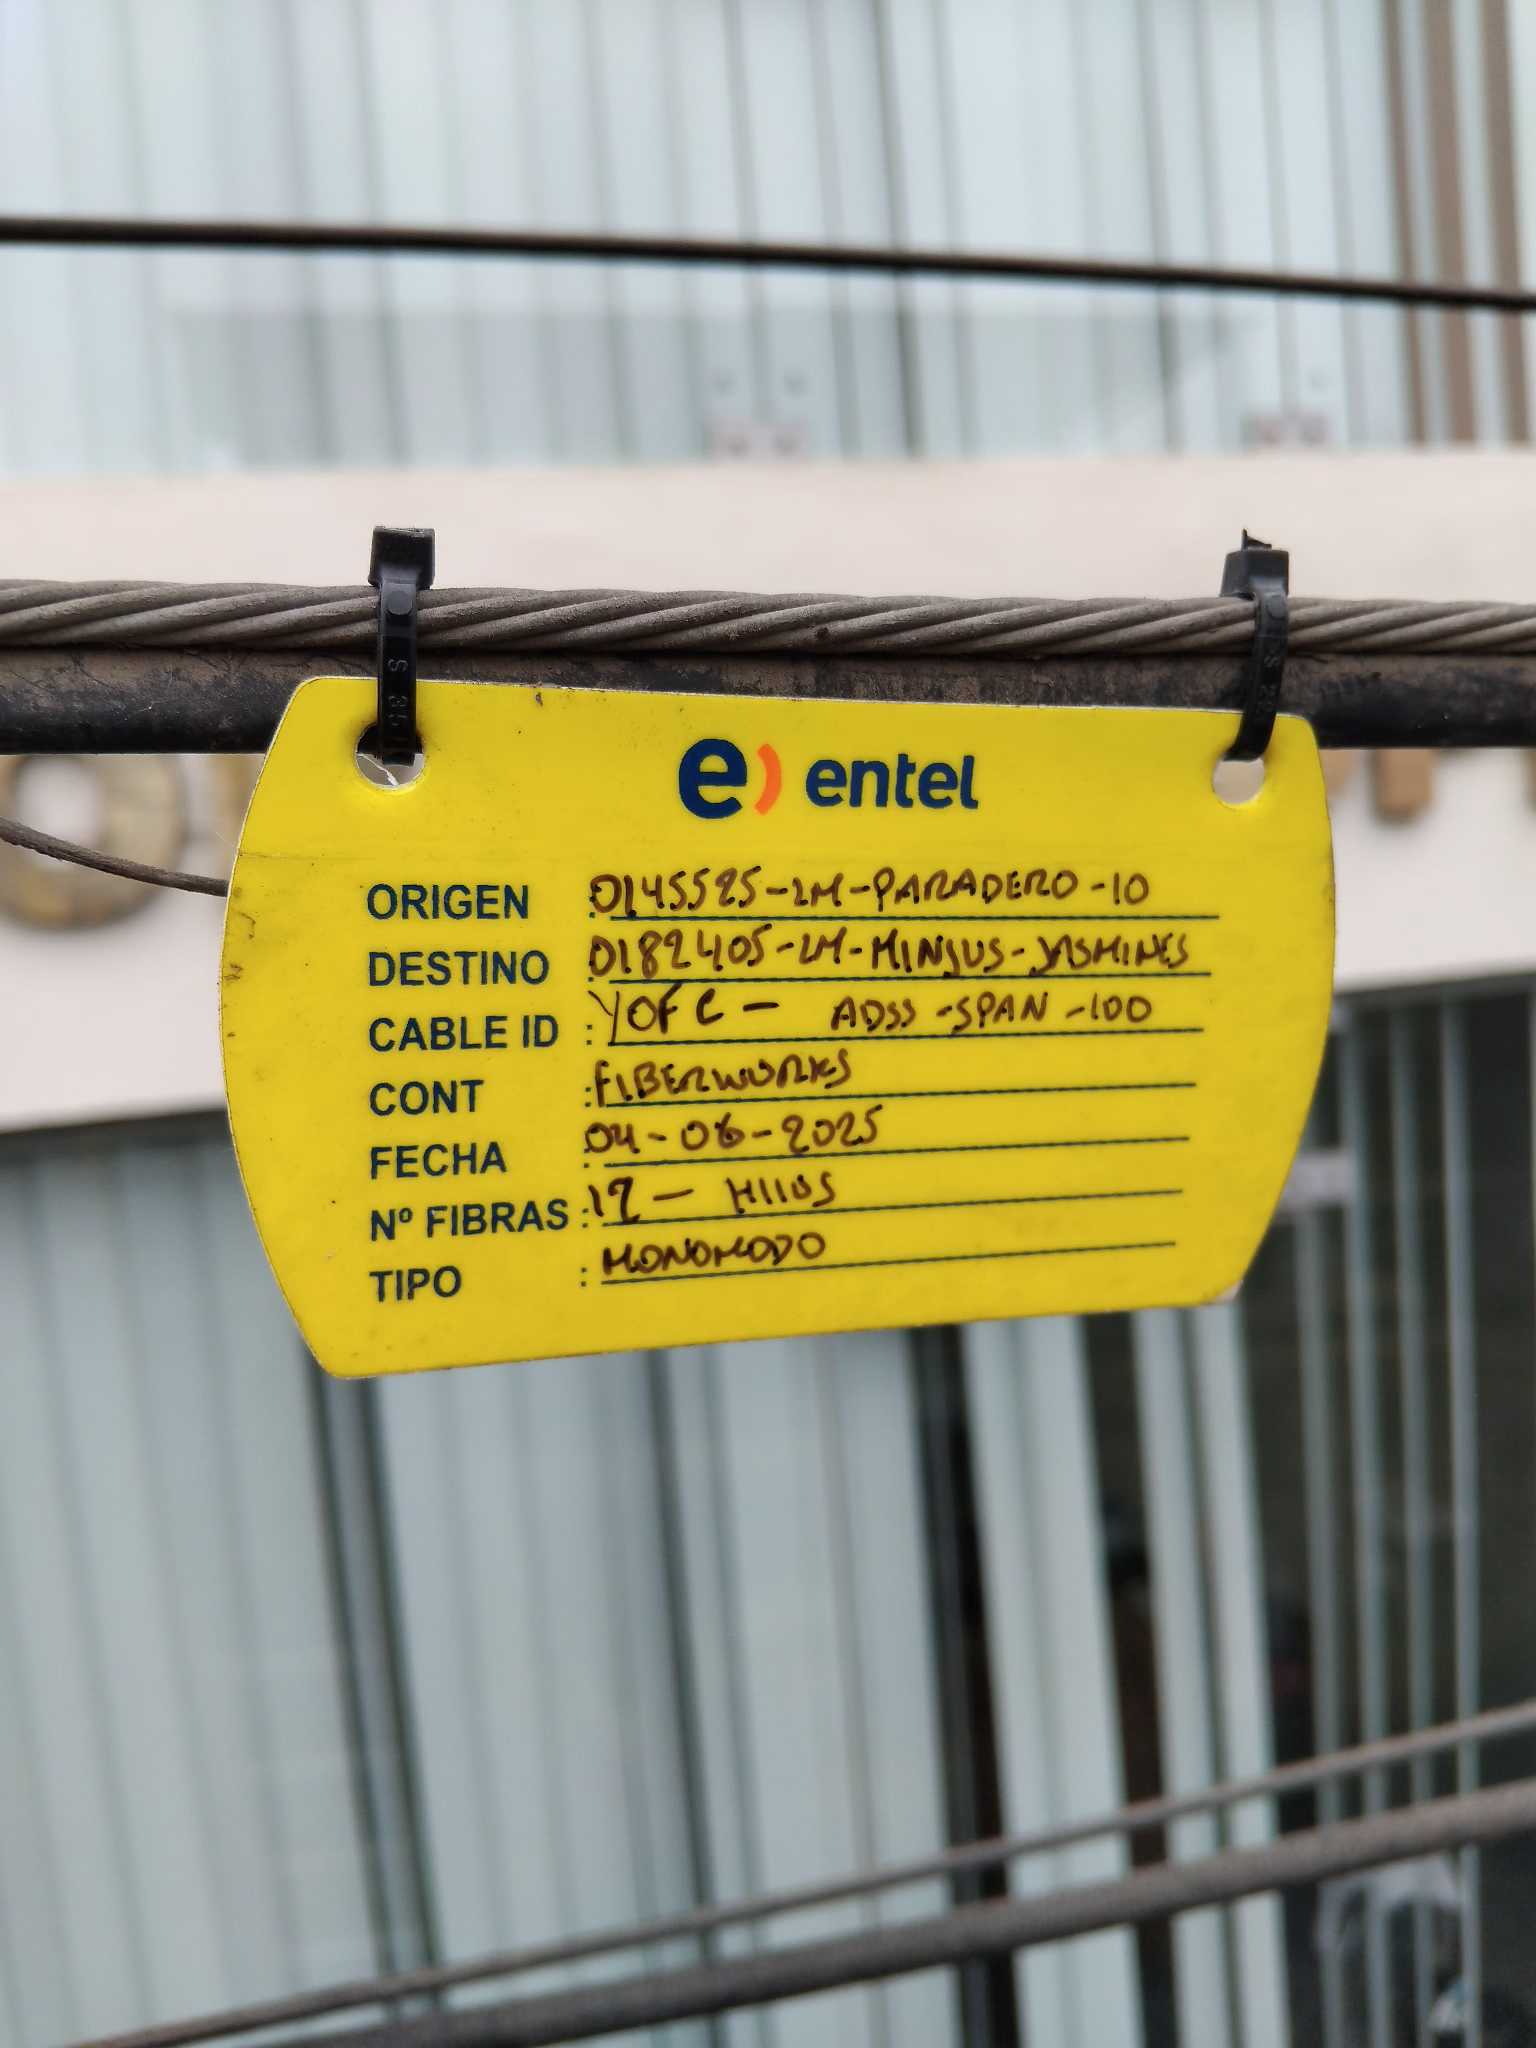 e) entel
ORIGEN : 0145525-LM-PARADERO-10
DESTINO : 0182405-LM-MINJUS-JASMINES
CABLE ID : YOFC - ADSS-SPAN-100
CONT : FIBERWORKS
FECHA : 04-06-2025
Nº FIBRAS : 12 - HILOS
TIPO : MONOMODO